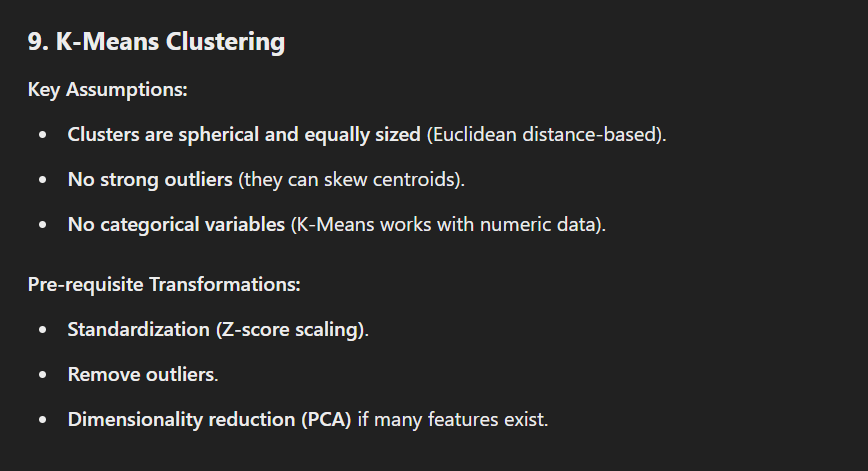 9. K-Means Clustering
Key Assumptions:
• Clusters are spherical and equally sized (Euclidean distance-based).
• No strong outliers (they can skew centroids).
• No categorical variables (K-Means works with numeric data).
Pre-requisite Transformations:
• Standardization (Z-score scaling).
• Remove outliers.
• Dimensionality reduction (PCA) if many features exist.